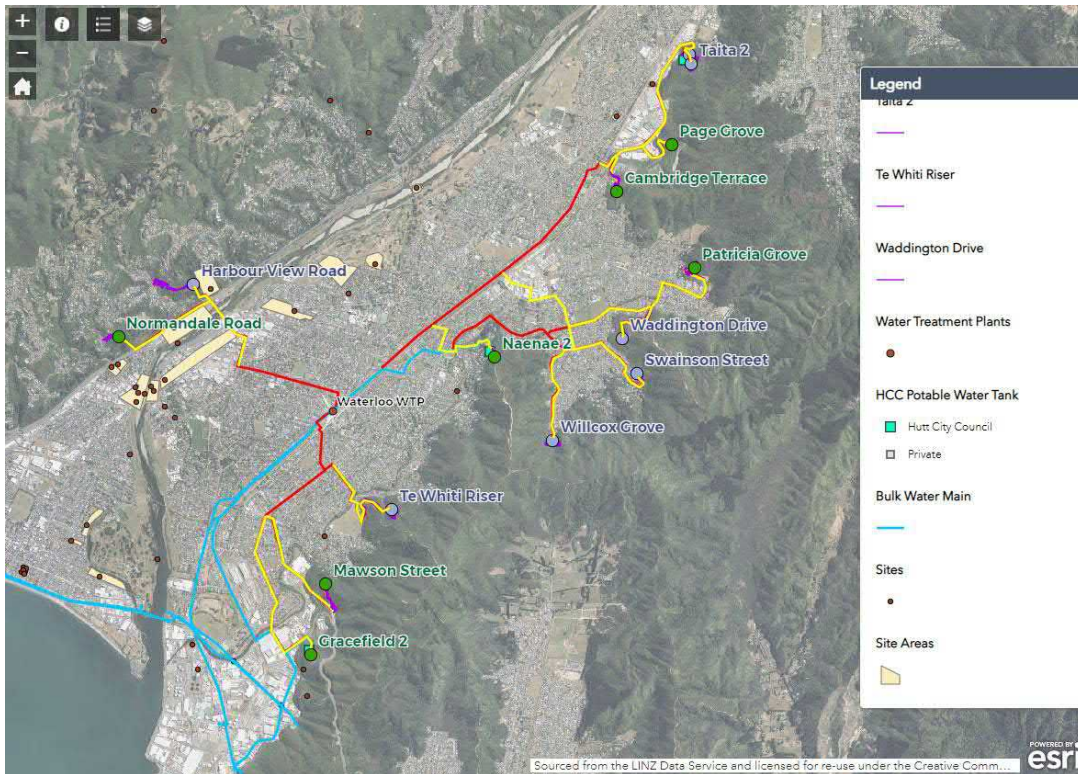 Taita 2
Page Grove
Cambridge Terrace
Patricia Grove
Harbour View Road
Normandale Road
Waddington Drive
Naenae 2
Swainson Street
Waterloo WTP
Willcox Grove
Te Whiti Riser
Mawson Street
Gracefield 2
Legend
Taita 2
Te Whiti Riser
Waddington Drive
Water Treatment Plants
HCC Potable Water Tank
Hutt City Council
Private
Bulk Water Main
Sites
Site Areas
Sourced from the LINZ Data Service and licensed for re-use under the Creative Comm...
POWERED BY
esri